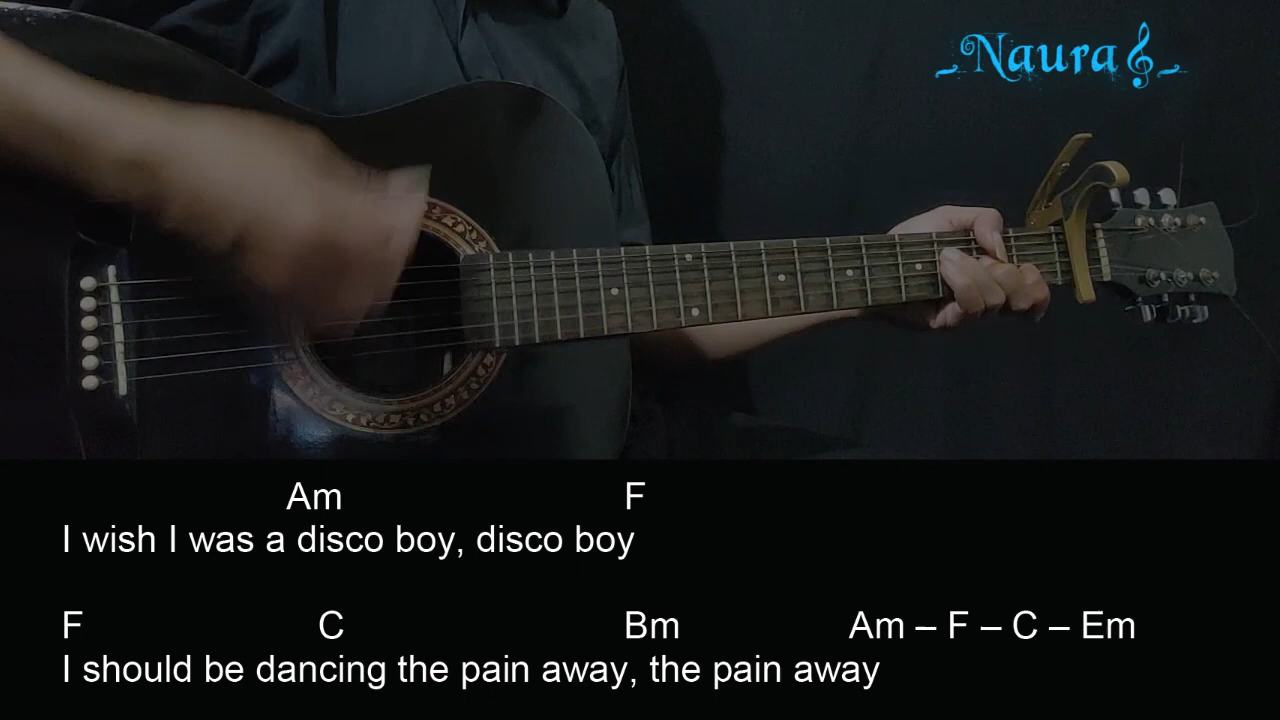 Naura
Am F
I wish I was a disco boy, disco boy
F C Bm Am – F – C – Em
I should be dancing the pain away, the pain away